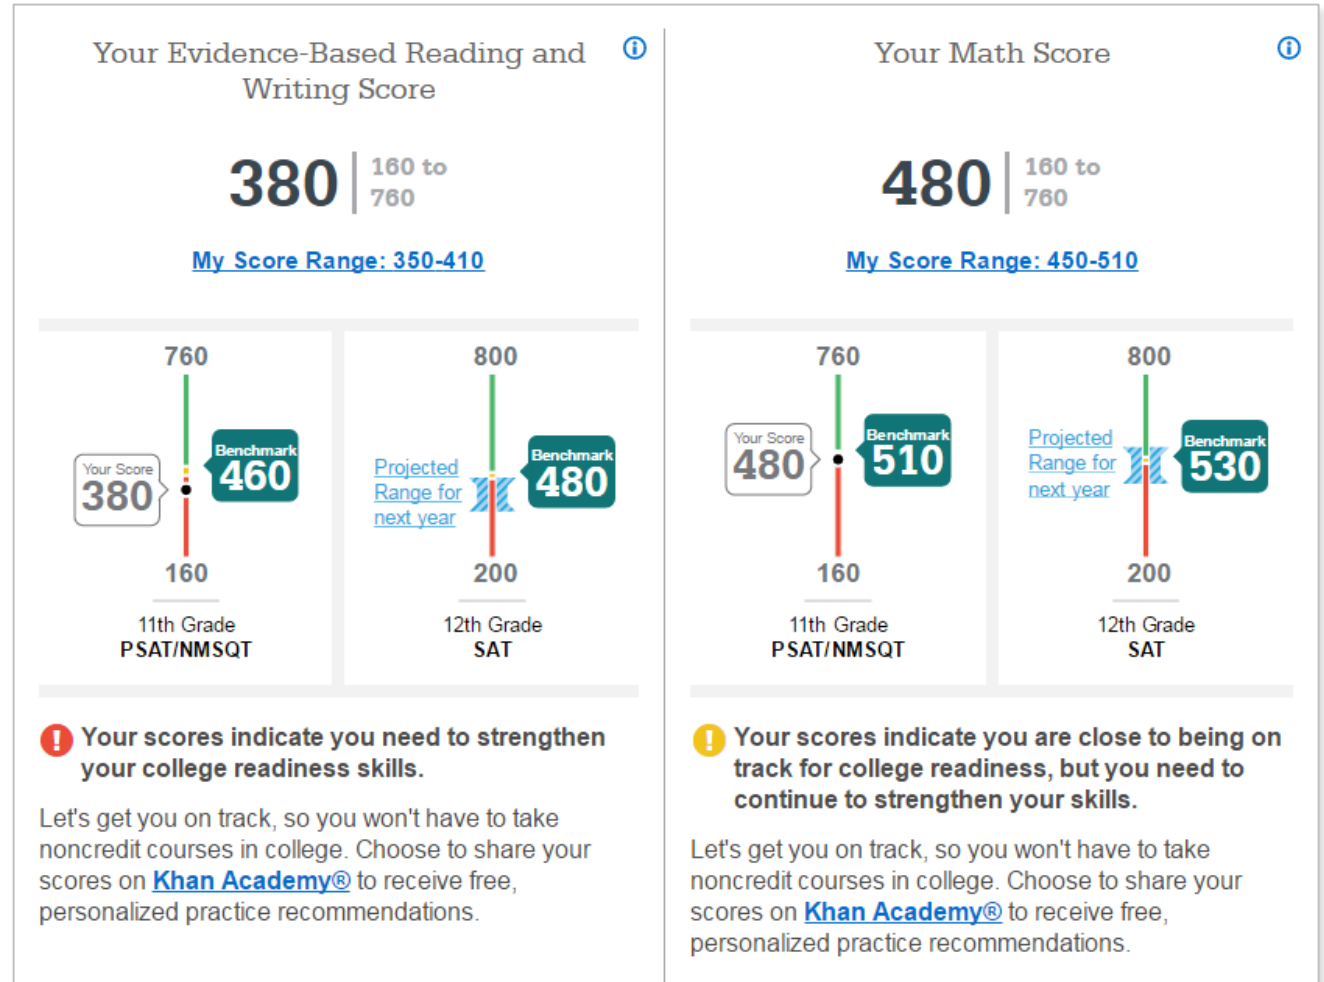 Your Evidence-Based Reading and
Writing Score
380
160 to
760
My Score Range: 350-410
760
Your Score
380
Benchmark
460
160
11th Grade
PSAT/NMSQT
800
Projected
Range for
next year
Benchmark
480
200
12th Grade
SAT
Your scores indicate you need to strengthen
your college readiness skills.
Let's get you on track, so you won't have to take
noncredit courses in college. Choose to share your
scores on Khan Academy® to receive free,
personalized practice recommendations.
Your Math Score
480
160 to
760
My Score Range: 450-510
760
Your Score
480
Benchmark
510
160
11th Grade
PSAT/NMSQT
800
Projected
Range for
next year
Benchmark
530
200
12th Grade
SAT
Your scores indicate you are close to being on
track for college readiness, but you need to
continue to strengthen your skills.
Let's get you on track, so you won't have to take
noncredit courses in college. Choose to share your
scores on Khan Academy® to receive free,
personalized practice recommendations.